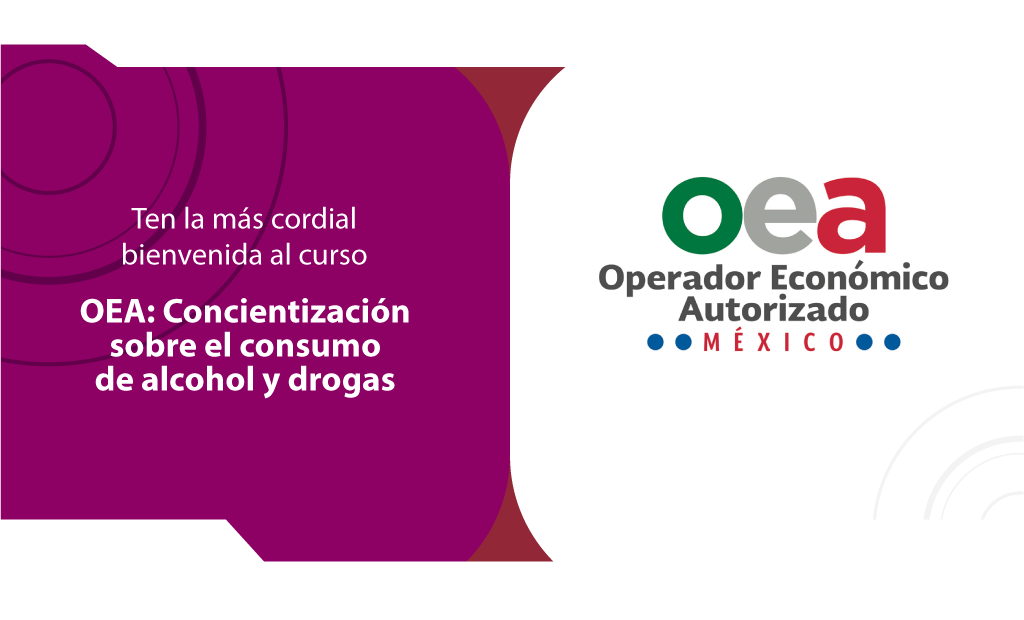 Ten la más cordial
bienvenida al curso
OEA: Concientización
sobre el consumo
de alcohol y drogas
oea
Operador Económico
Autorizado
MÉXICO